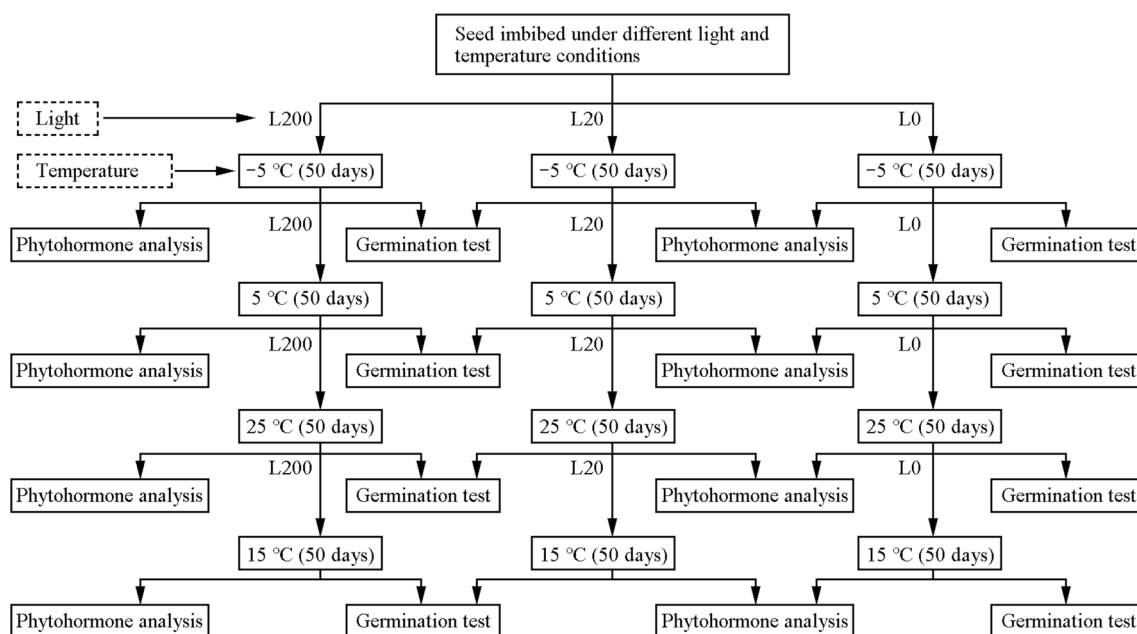 Seed imbibed under different light and
temperature conditions
Light
L200
L20
L0
Temperature
−5 °C (50 days)
−5 °C (50 days)
−5 °C (50 days)
L200
L20
L0
Phytohormone analysis
Germination test
Phytohormone analysis
Germination test
5 °C (50 days)
5 °C (50 days)
5 °C (50 days)
L200
L20
L0
Phytohormone analysis
Germination test
Phytohormone analysis
Germination test
25 °C (50 days)
25 °C (50 days)
25 °C (50 days)
L200
L20
L0
Phytohormone analysis
Germination test
Phytohormone analysis
Germination test
15 °C (50 days)
15 °C (50 days)
15 °C (50 days)
Phytohormone analysis
Germination test
Phytohormone analysis
Germination test